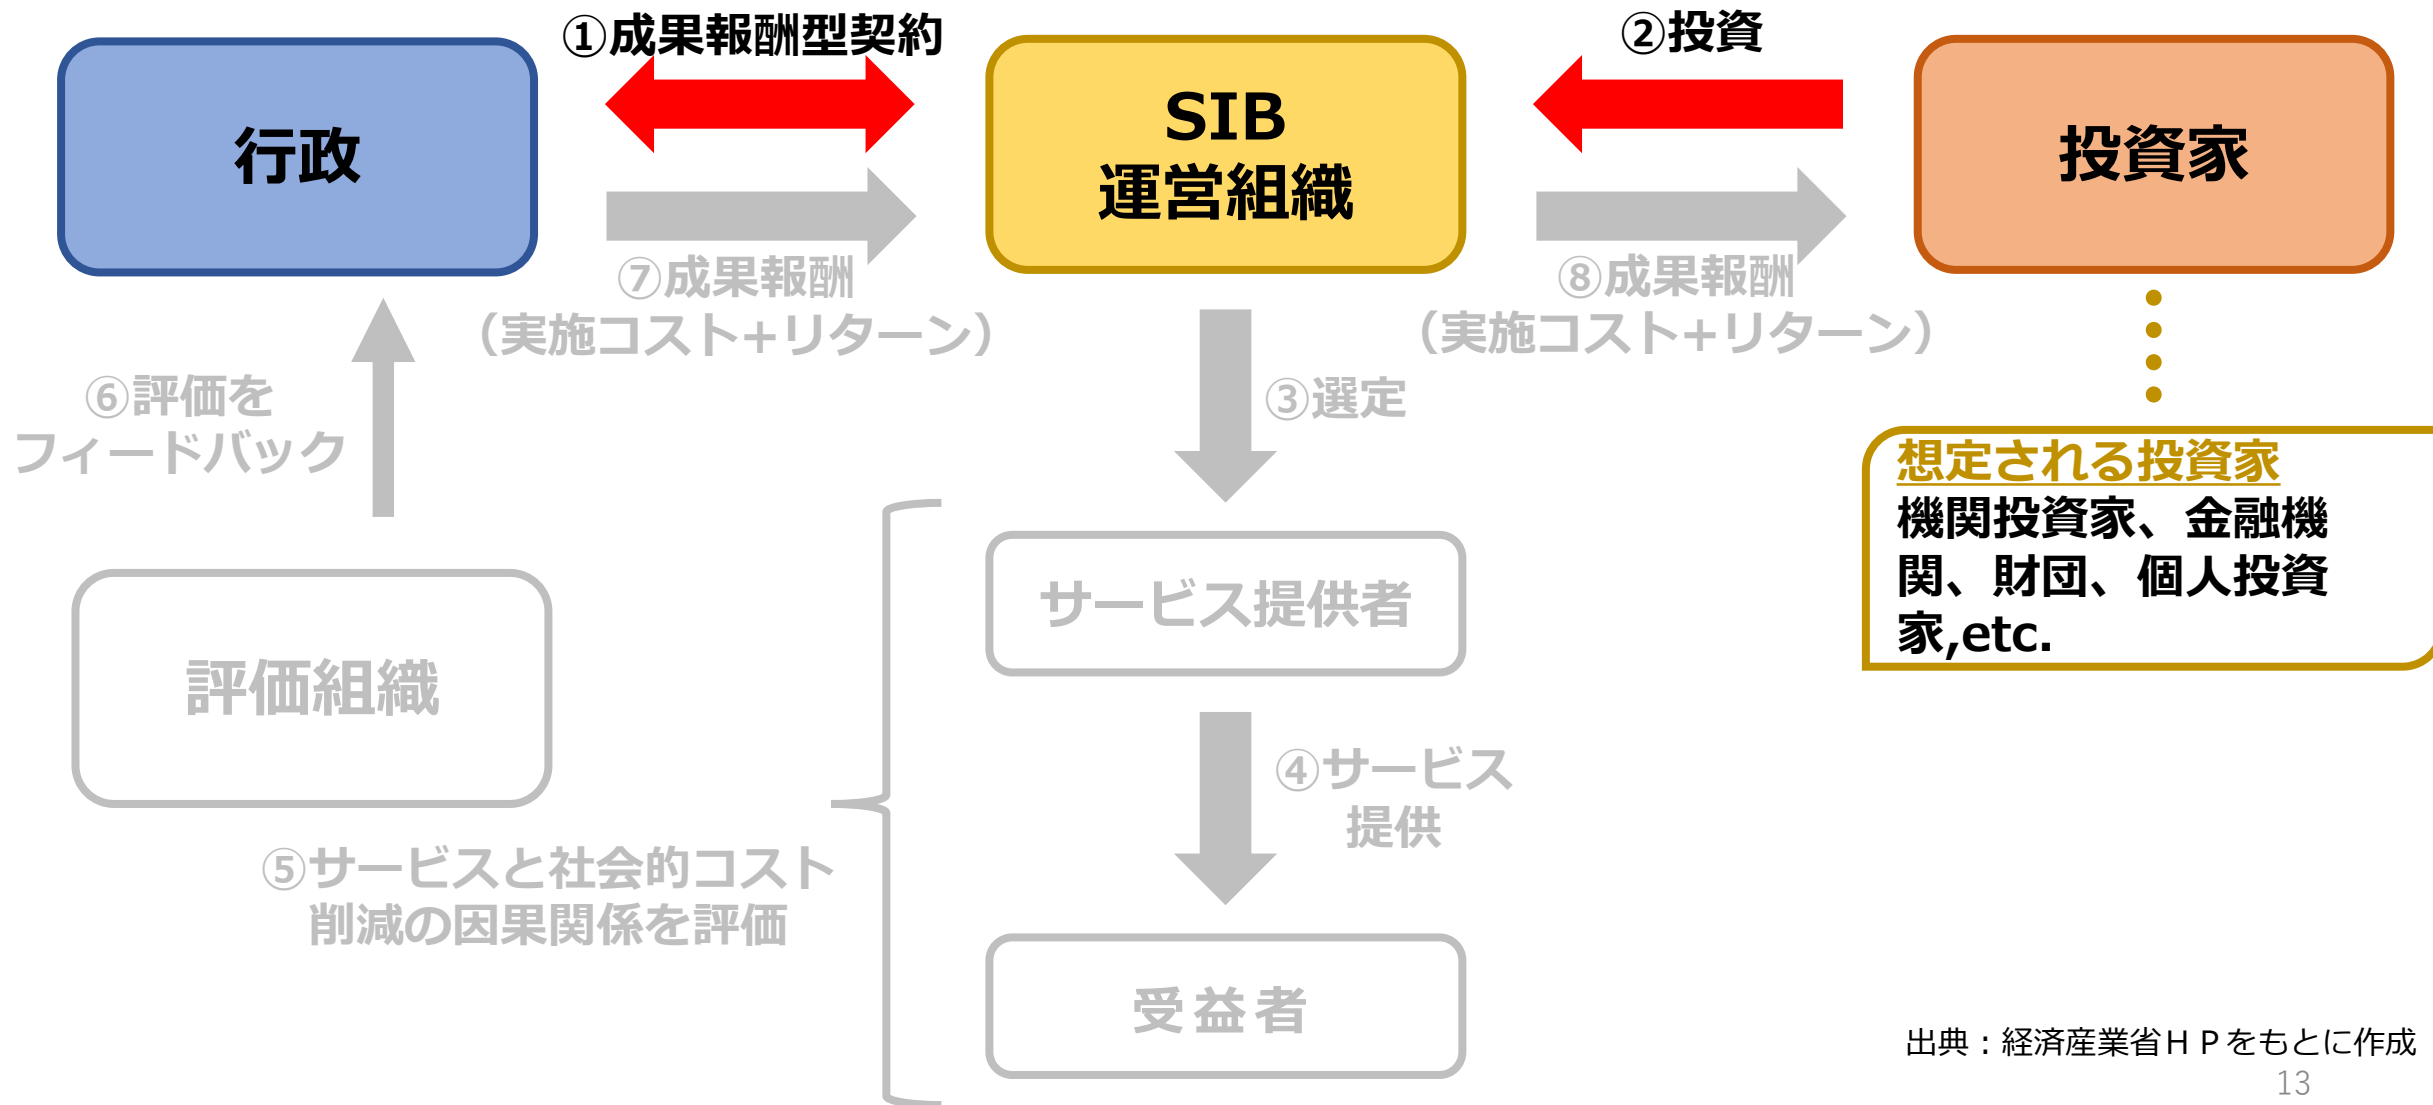 ①成果報酬型契約
②投資
行政
SIB
運営組織
投資家
⑦成果報酬
（実施コスト+リターン）
⑧成果報酬
（実施コスト+リターン）
③選定
⑥評価を
フィードバック
想定される投資家
機関投資家、金融機
関、財団、個人投資
家,etc.
サービス提供者
評価組織
④サービス
提供
⑤サービスと社会的コスト
削減の因果関係を評価
受益者
出典：経済産業省ＨＰをもとに作成
13